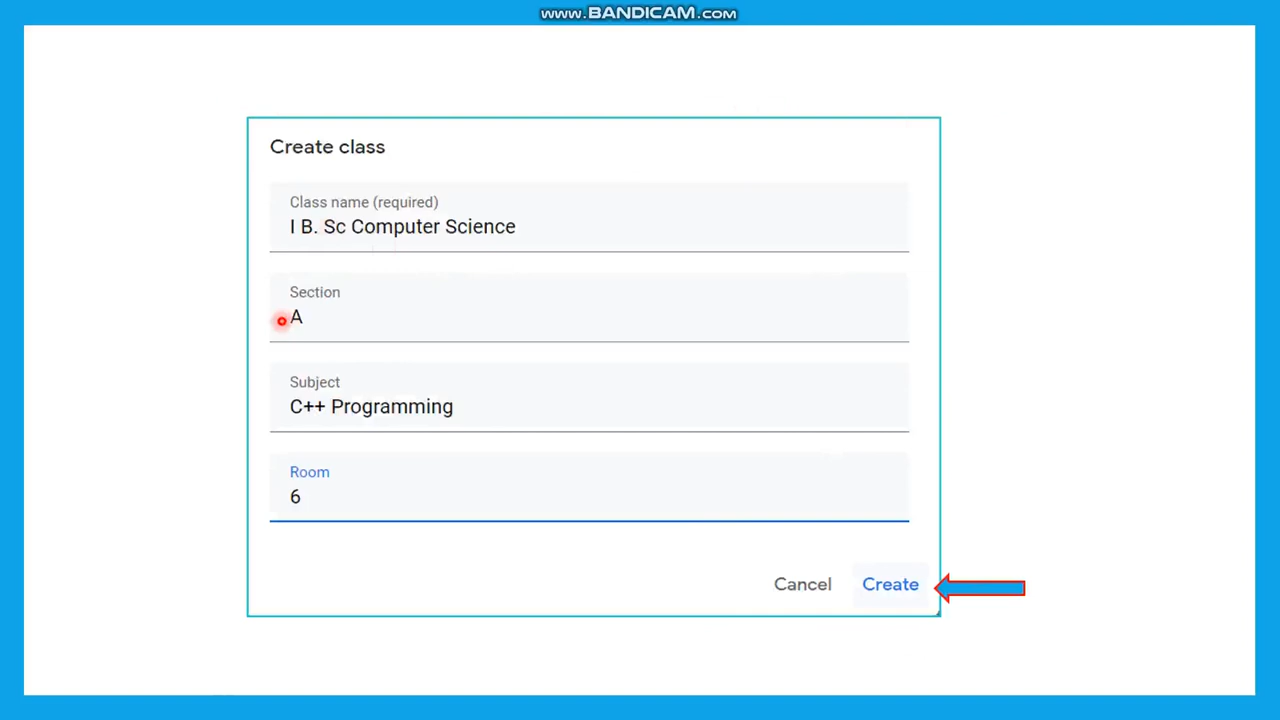 www.BANDICAM.com
Create class
Class name (required)
I B. Sc Computer Science
Section
A
Subject
C++ Programming
Room
6
Cancel Create